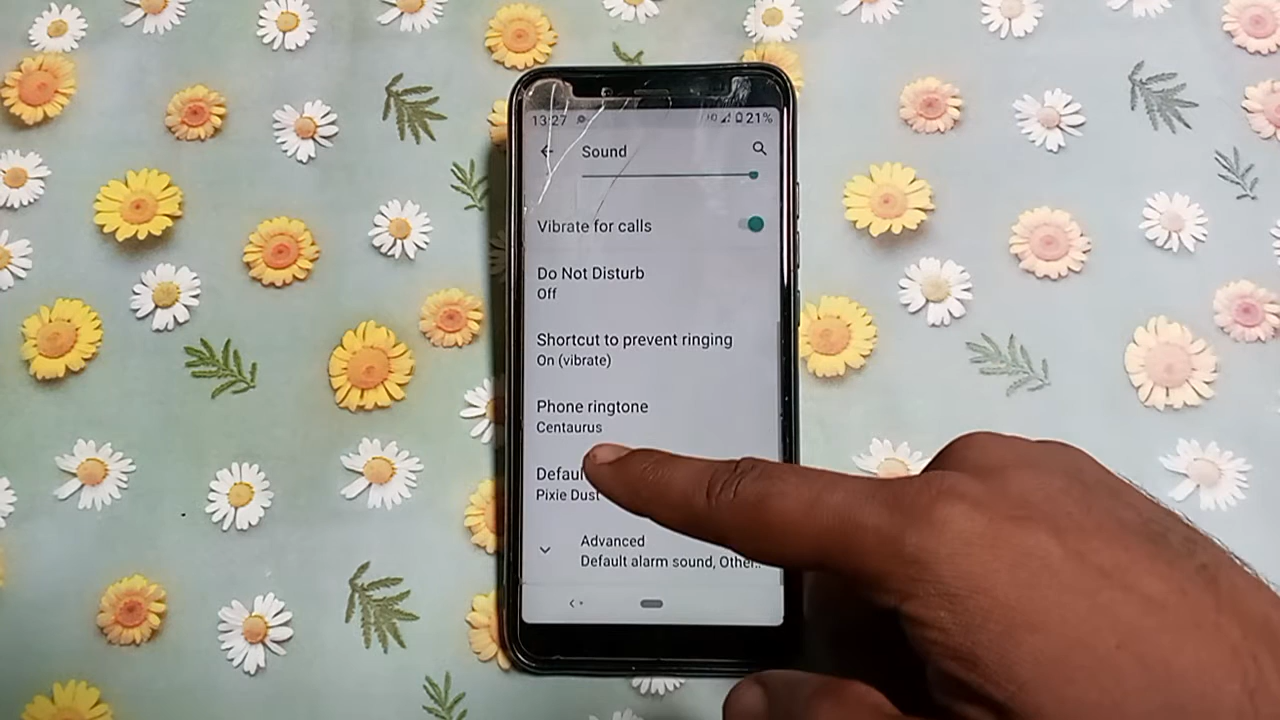 13:27 21%
Sound
Vibrate for calls
Do Not Disturb
Off
Shortcut to prevent ringing
On (vibrate)
Phone ringtone
Centaurus
Defau
Pixie Dust
Advanced
Default alarm sound, Other..